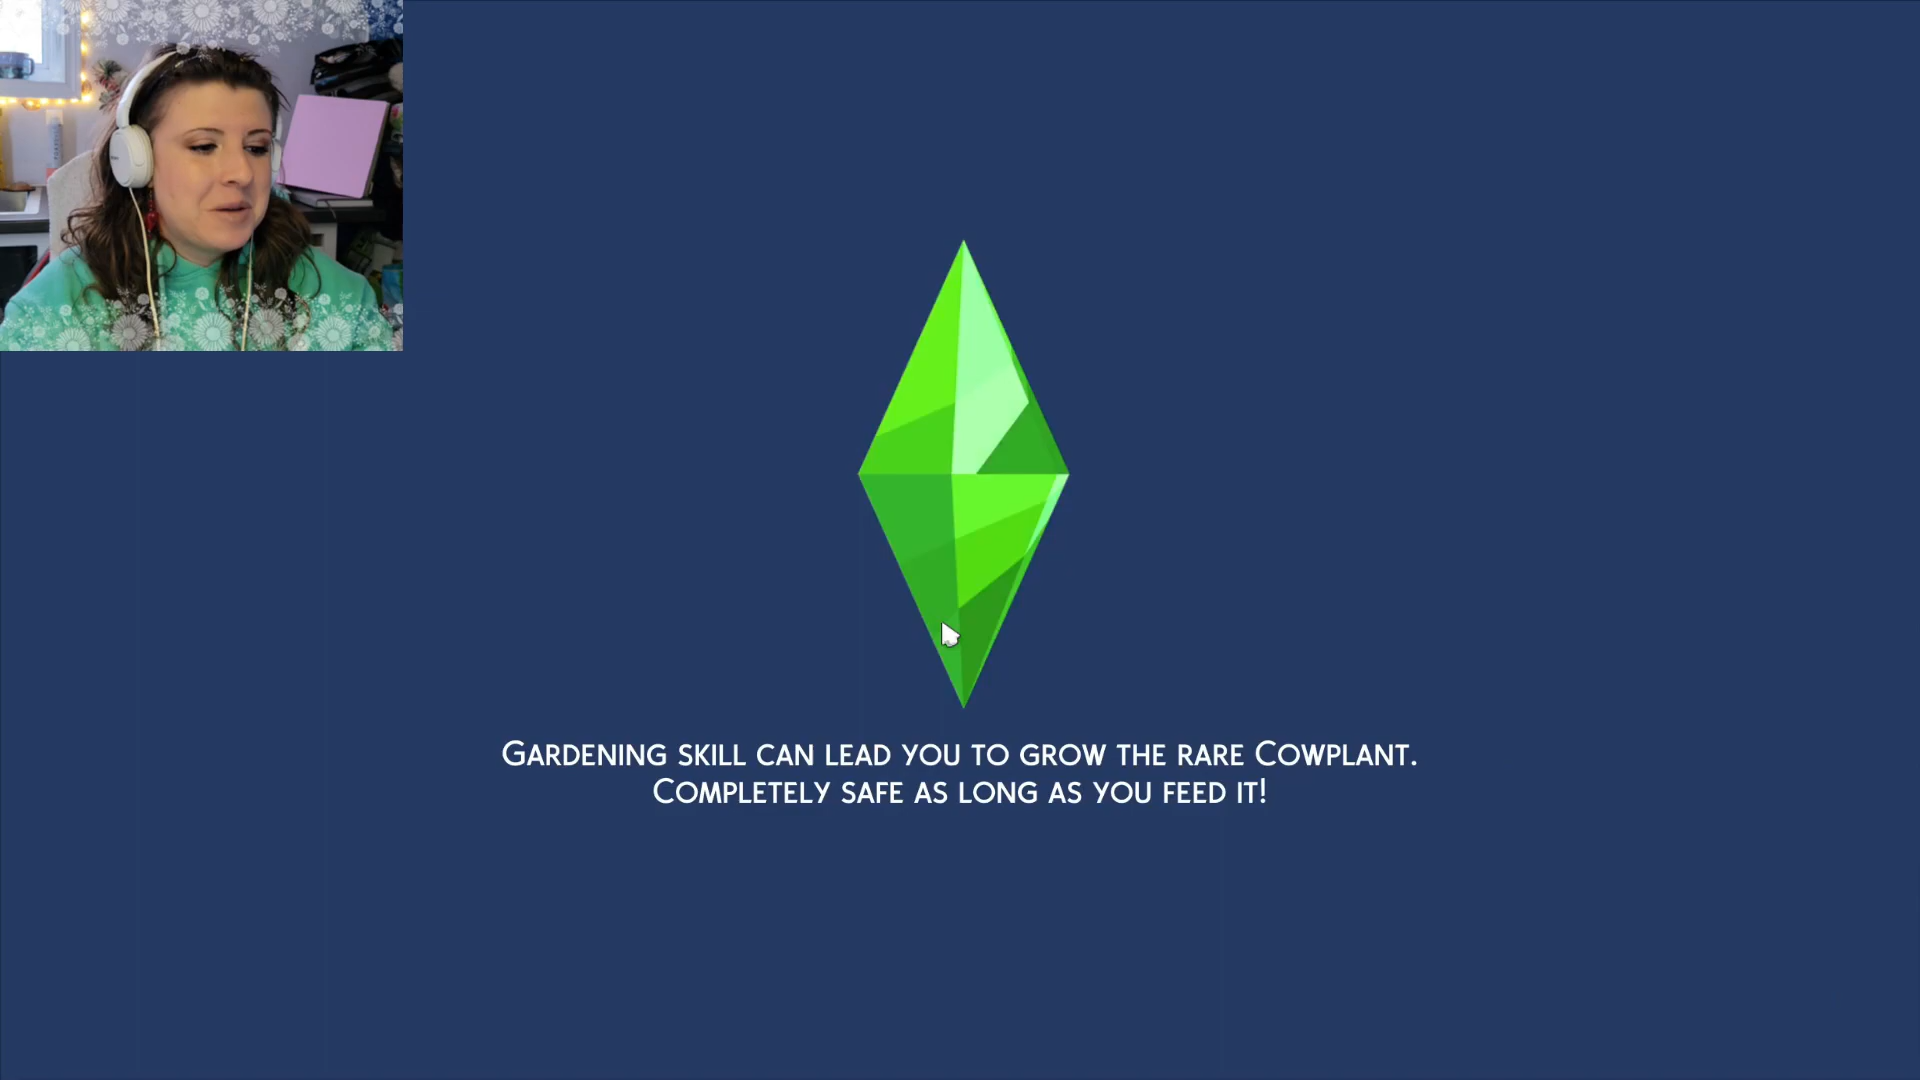 Gardening skill can lead you to grow the rare Cowplant.
Completely safe as long as you feed it!